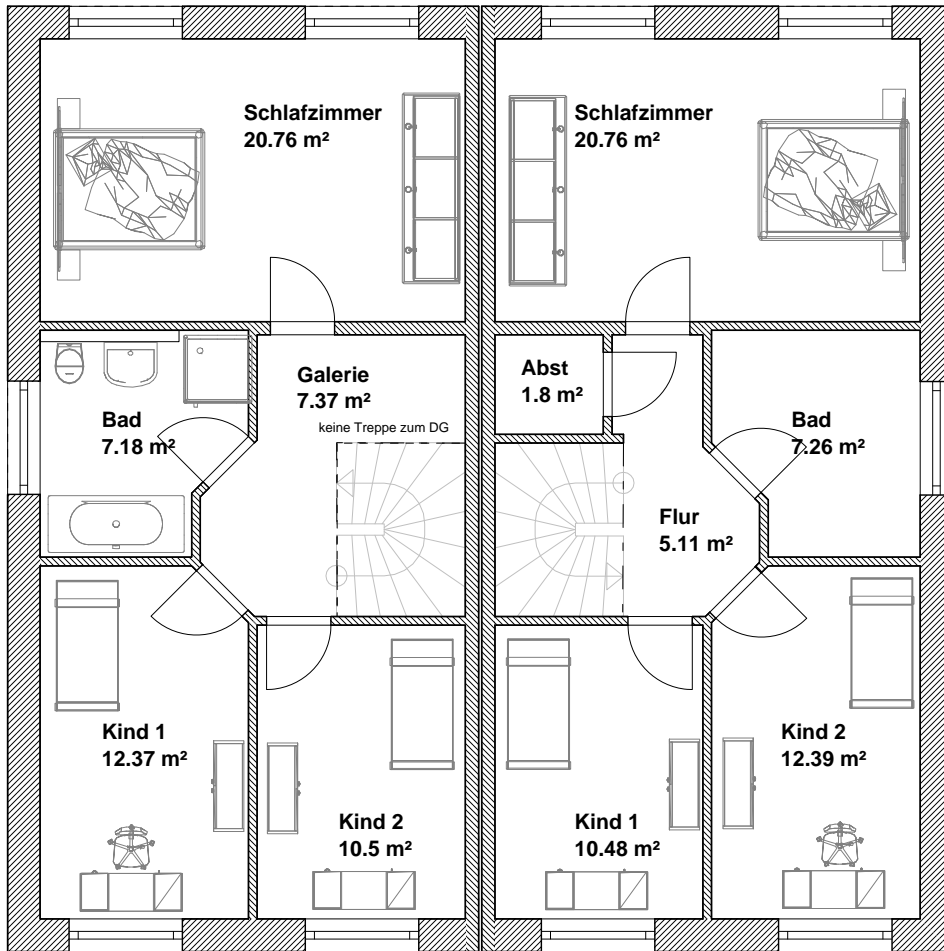 Schlafzimmer
20.76 m²
Schlafzimmer
20.76 m²
Galerie
7.37 m²
keine Treppe zum DG
Abst
1.8 m²
Bad
7.18 m²
Bad
7.26 m²
Flur
5.11 m²
Kind 1
12.37 m²
Kind 2
12.39 m²
Kind 2
10.5 m²
Kind 1
10.48 m²